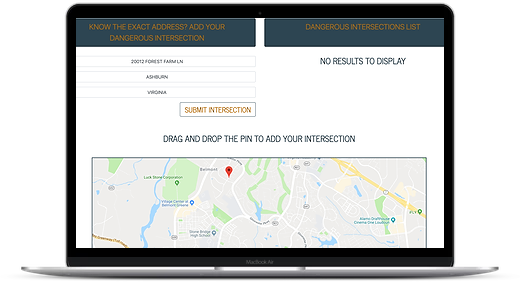 KNOW THE EXACT ADDRESS? ADD YOUR
DANGEROUS INTERSECTION
DANGEROUS INTERSECTIONS LIST
20012 FOREST FARM LN
ASHBURN
VIRGINIA
SUBMIT INTERSECTION
NO RESULTS TO DISPLAY
DRAG AND DROP THE PIN TO ADD YOUR INTERSECTION
Belmont
Luck Stone Corporation
Village Center at
Belmont Greene
Stone Bridge
High School
Alamo Drafthouse
Cinema One Loudoun
MacBook Air